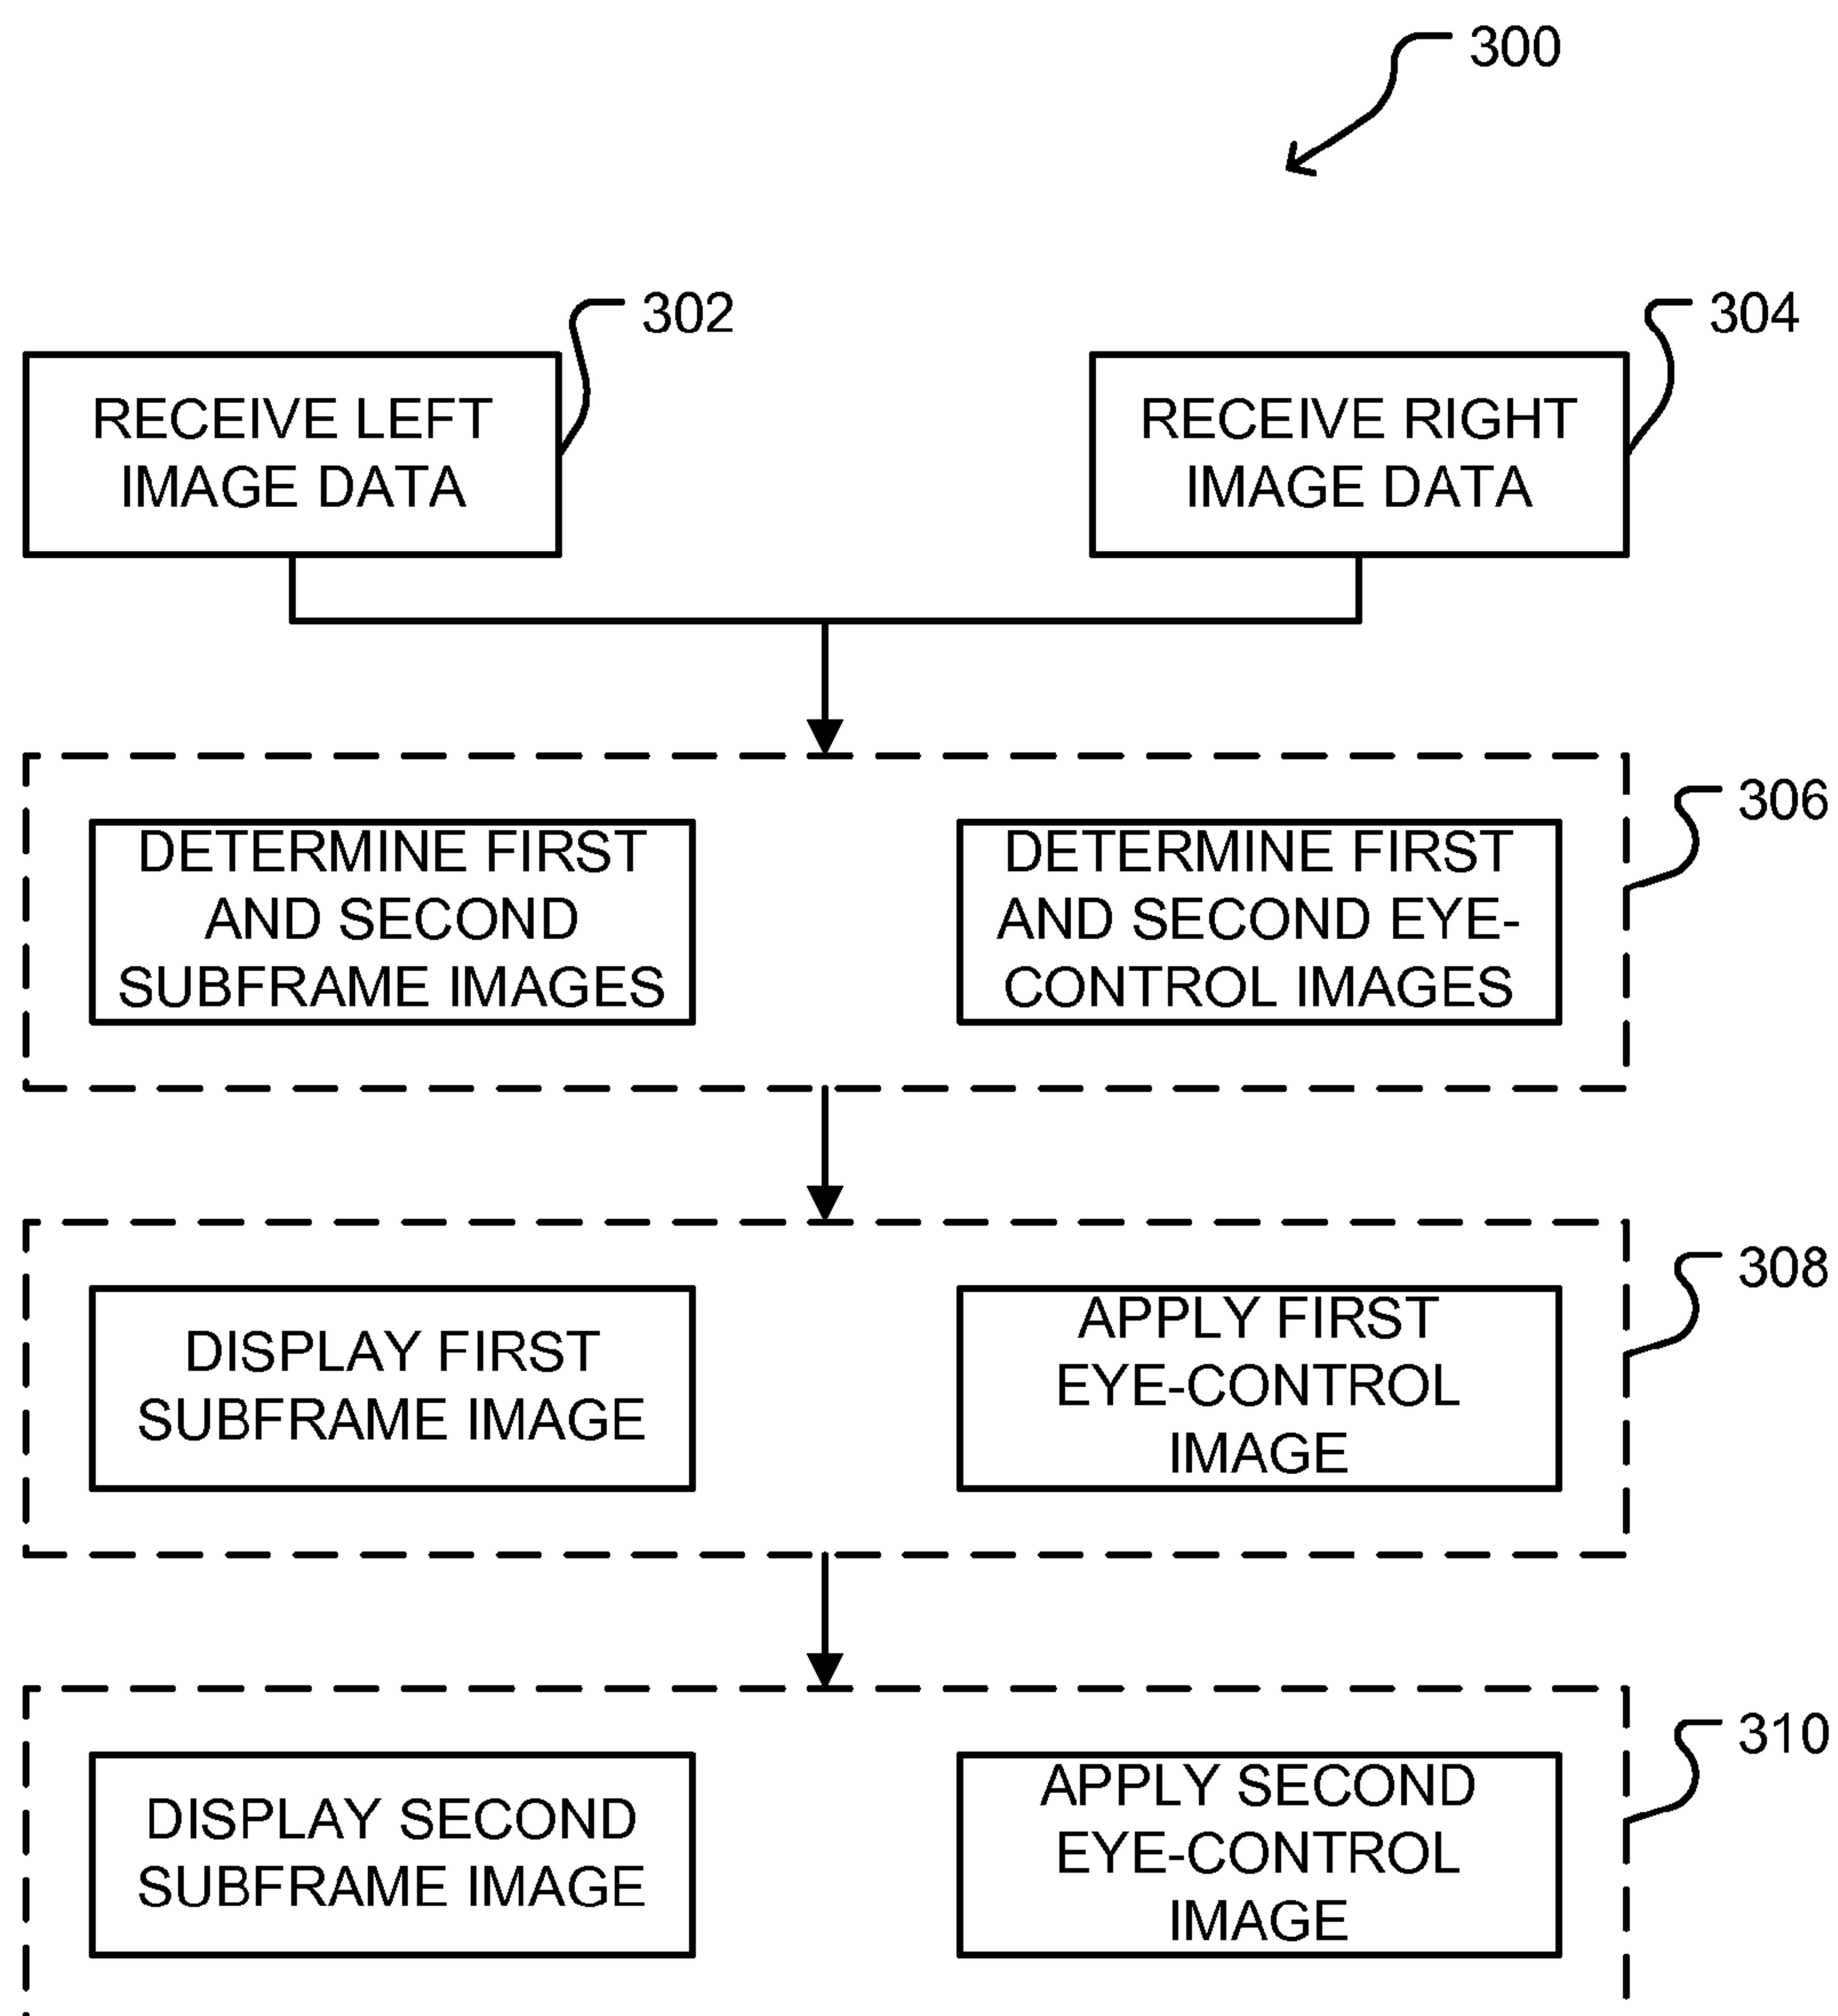 300
302
304
RECEIVE LEFT
IMAGE DATA
RECEIVE RIGHT
IMAGE DATA
306
DETERMINE FIRST
AND SECOND
SUBFRAME IMAGES
DETERMINE FIRST
AND SECOND EYE-
CONTROL IMAGES
308
DISPLAY FIRST
SUBFRAME IMAGE
APPLY FIRST
EYE-CONTROL
IMAGE
310
DISPLAY SECOND
SUBFRAME IMAGE
APPLY SECOND
EYE-CONTROL
IMAGE